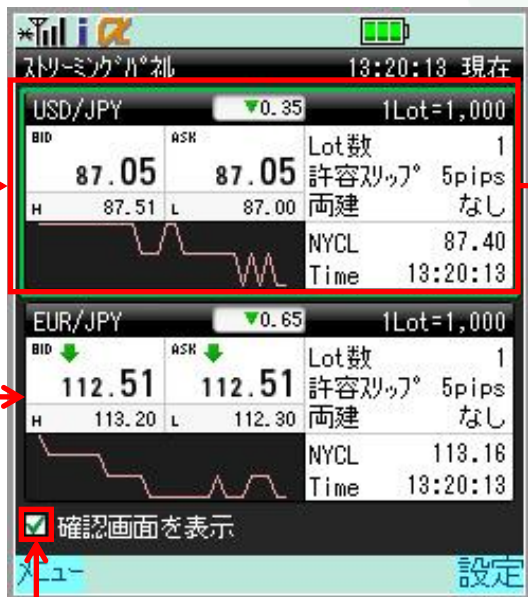 ストリーミングパネル 13:20:13 現在
USD/JPY ▼0.35 1Lot=1,000
BID 87.05 ASK 87.05
H 87.51 L 87.00
Lot数 1
許容スリップ 5pips
両建 なし
NYCL 87.40
Time 13:20:13
EUR/JPY ▼0.65 1Lot=1,000
BID 112.51 ASK 112.51
H 113.20 L 112.30
Lot数 1
許容スリップ 5pips
両建 なし
NYCL 113.16
Time 13:20:13
確認画面を表示
メニュー 設定